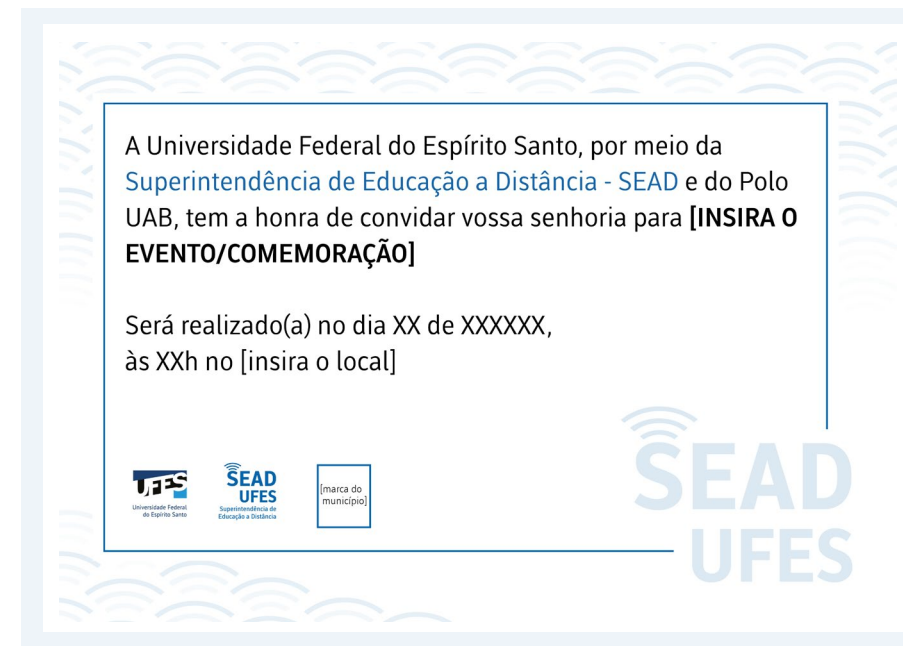 A Universidade Federal do Espírito Santo, por meio da
Superintendência de Educação a Distância - SEAD e do Polo
UAB, tem a honra de convidar vossa senhoria para [INSIRA O
EVENTO/COMEMORAÇÃO]
Será realizado(a) no dia XX de XXXXXX,
às XXh no [insira o local]
UFES
Universidade Federal
do Espírito Santo
SEAD
UFES
Superintendência de
Educação a Distância
[marca do
município]
SEAD
UFES